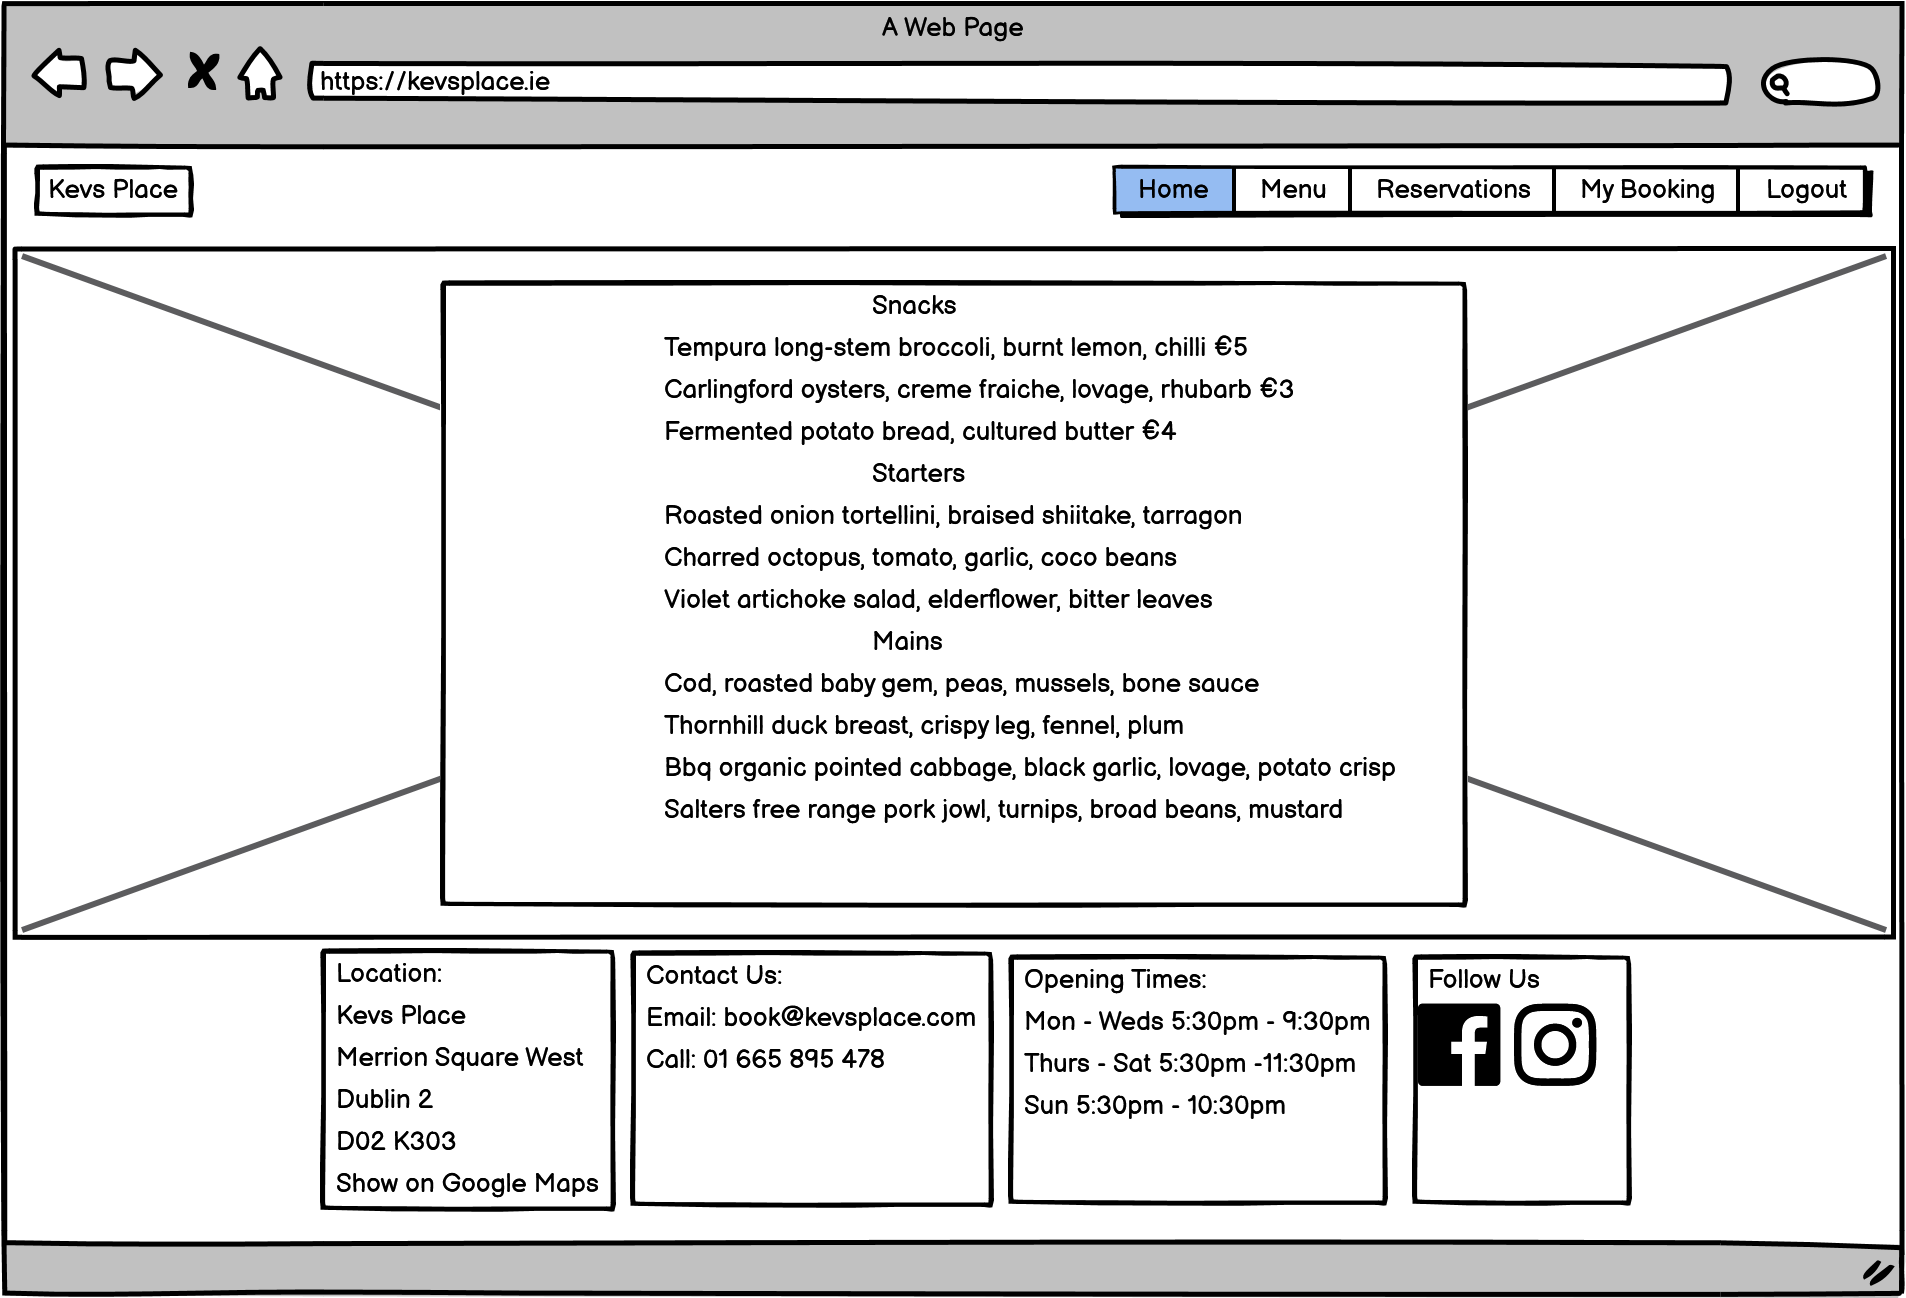 A Web Page
https://kevsplace.ie
Kevs Place
Home Menu Reservations My Booking Logout
Snacks
Tempura long-stem broccoli, burnt lemon, chilli €5
Carlingford oysters, creme fraiche, lovage, rhubarb €3
Fermented potato bread, cultured butter €4
Starters
Roasted onion tortellini, braised shiitake, tarragon
Charred octopus, tomato, garlic, coco beans
Violet artichoke salad, elderflower, bitter leaves
Mains
Cod, roasted baby gem, peas, mussels, bone sauce
Thornhill duck breast, crispy leg, fennel, plum
Bbq organic pointed cabbage, black garlic, lovage, potato crisp
Salters free range pork jowl, turnips, broad beans, mustard
Location:
Kevs Place
Merrion Square West
Dublin 2
D02 K303
Show on Google Maps
Contact Us:
Email: book@kevsplace.com
Call: 01 665 895 478
Opening Times:
Mon - Weds 5:30pm - 9:30pm
Thurs - Sat 5:30pm -11:30pm
Sun 5:30pm - 10:30pm
Follow Us